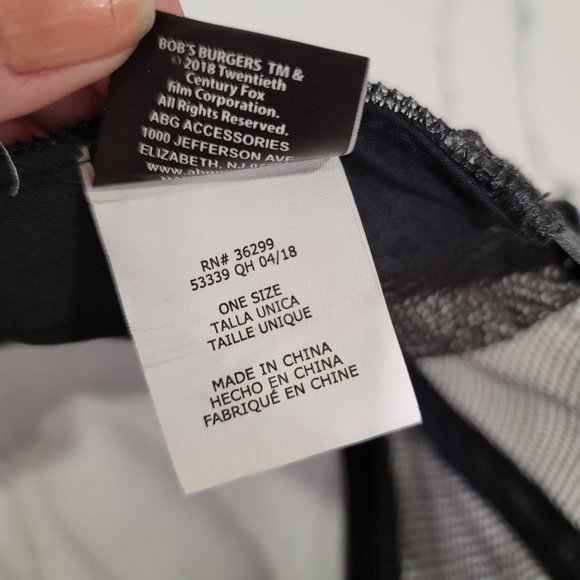 BOB'S BURGERS TM &
© 2018 Twentieth
Century Fox
film Corporation.
All Rights Reserved.
ABG ACCESSORIES
1000 JEFFERSON AVE
ELIZABETH, NJ
RN# 36299
53339 QH 04/18
ONE SIZE
TALLA UNICA
TAILLE UNIQUE
MADE IN CHINA
HECHO EN CHINA
FABRIQUÉ EN CHINE